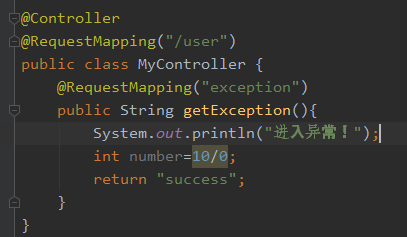 @Controller
@RequestMapping("/user")
public class MyController {
    @RequestMapping("exception")
    public String getException(){
        System.out.println("进入异常！");
        int number=10/0;
        return "success";
    }
}